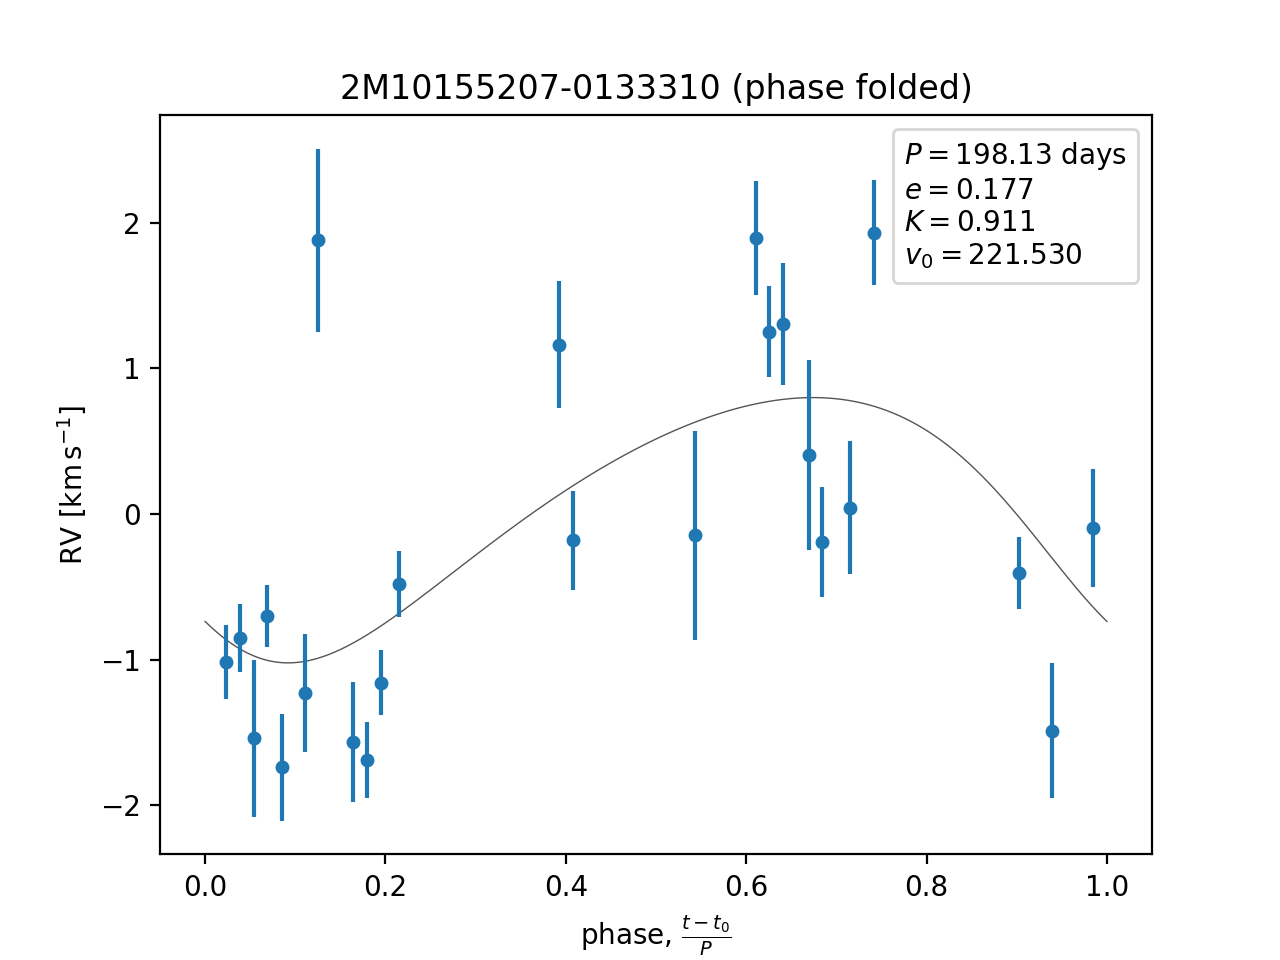 2M10155207-0133310 (phase folded)
P = 198.13 days
e = 0.177
K = 0.911
v₀ = 221.530
RV [km s⁻¹]
2
1
0
−1
−2
0.0 0.2 0.4 0.6 0.8 1.0
phase, (t − t₀)/P